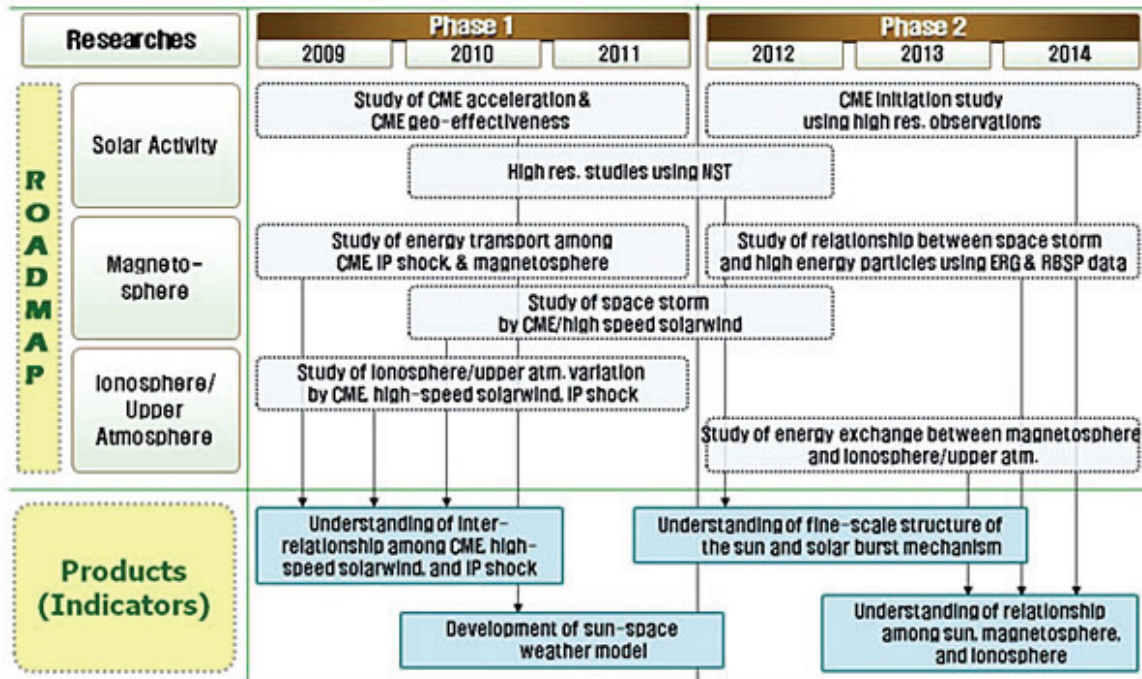 Researches
Phase 1
Phase 2
2009
2010
2011
2012
2013
2014
ROADMAP
Solar Activity
Study of CME acceleration &
CME geo-effectiveness
CME Initiation study
using high res. observations
High res. studies using NST
Magneto-
sphere
Study of energy transport among
CME, IP shock, & magnetosphere
Study of relationship between space storm
and high energy particles using ERG & RBSP data
Study of space storm
by CME/high speed solarwind
Ionosphere/
Upper
Atmosphere
Study of Ionosphere/upper atm. variation
by CME, high-speed solarwind, IP shock
Study of energy exchange between magnetosphere
and Ionosphere/upper atm.
Products
(Indicators)
Understanding of Inter-
relationship among CME, high-
speed solarwind, and IP shock
Understanding of fine-scale structure of
the sun and solar burst mechanism
Development of sun-space
weather model
Understanding of relationship
among sun, magnetosphere,
and Ionosphere